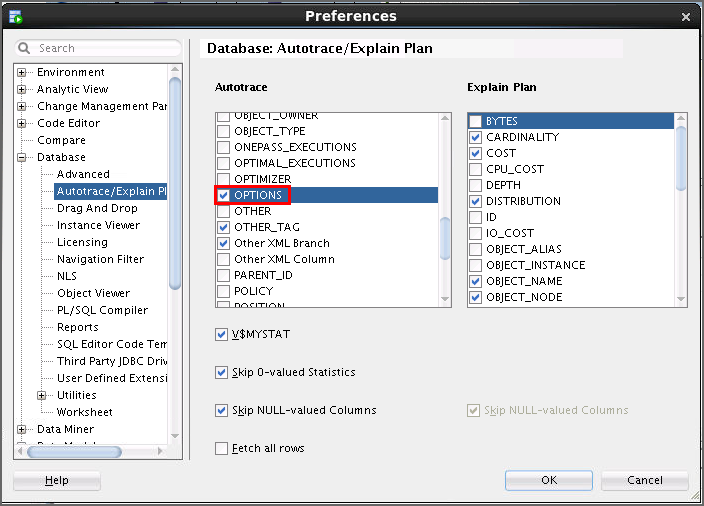 Preferences
Search
Environment
Analytic View
Change Management Par
Code Editor
Compare
Database
Advanced
Autotrace/Explain Pl
Drag And Drop
Instance Viewer
Licensing
Navigation Filter
NLS
Object Viewer
PL/SQL Compiler
Reports
SQL Editor Code Tem
Third Party JDBC Driv
User Defined Extensi
Utilities
Worksheet
Data Miner
Help
Database: Autotrace/Explain Plan
Autotrace
OBJECT_OWNER
OBJECT_TYPE
ONEPASS_EXECUTIONS
OPTIMAL_EXECUTIONS
OPTIMIZER
OPTIONS
OTHER
OTHER_TAG
Other XML Branch
Other XML Column
PARENT_ID
POLICY
POSITION
V$MYSTAT
Skip 0-valued Statistics
Skip NULL-valued Columns
Fetch all rows
Explain Plan
BYTES
CARDINALITY
COST
CPU_COST
DEPTH
DISTRIBUTION
ID
IO_COST
OBJECT_ALIAS
OBJECT_INSTANCE
OBJECT_NAME
OBJECT_NODE
Skip NULL-valued Columns
OK
Cancel